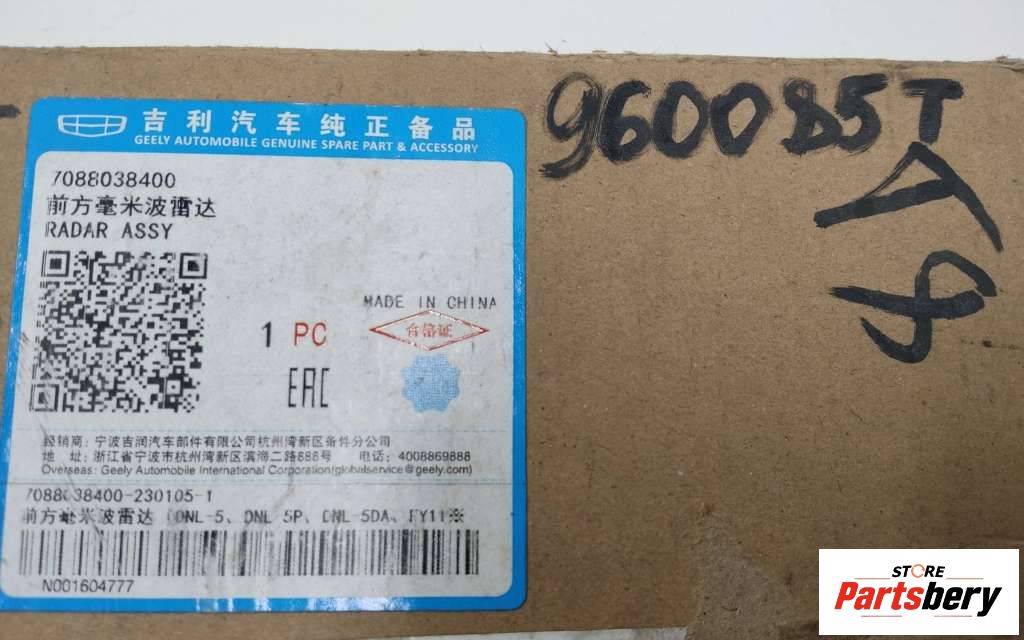 吉利汽车纯正备品
GEELY AUTOMOBILE GENUINE SPARE PART & ACCESSORY
960085T
A8
7088038400
前方毫米波雷达
RADAR ASSY
MADE IN CHINA
1 PC
合格证
EAC
经销商：宁波吉润汽车部件有限公司杭州湾新区备件分公司
地 址：浙江省宁波市杭州湾新区滨海二路888号 电话：4008869888
Overseas: Geely Automobile International Corporation(globalservice@geely.com)
7088038400-230105-1
前方毫米波雷达 (DNL-5、DNL-5P、DNL-5DA、FY11※
N001604777
STORE
Partsbery